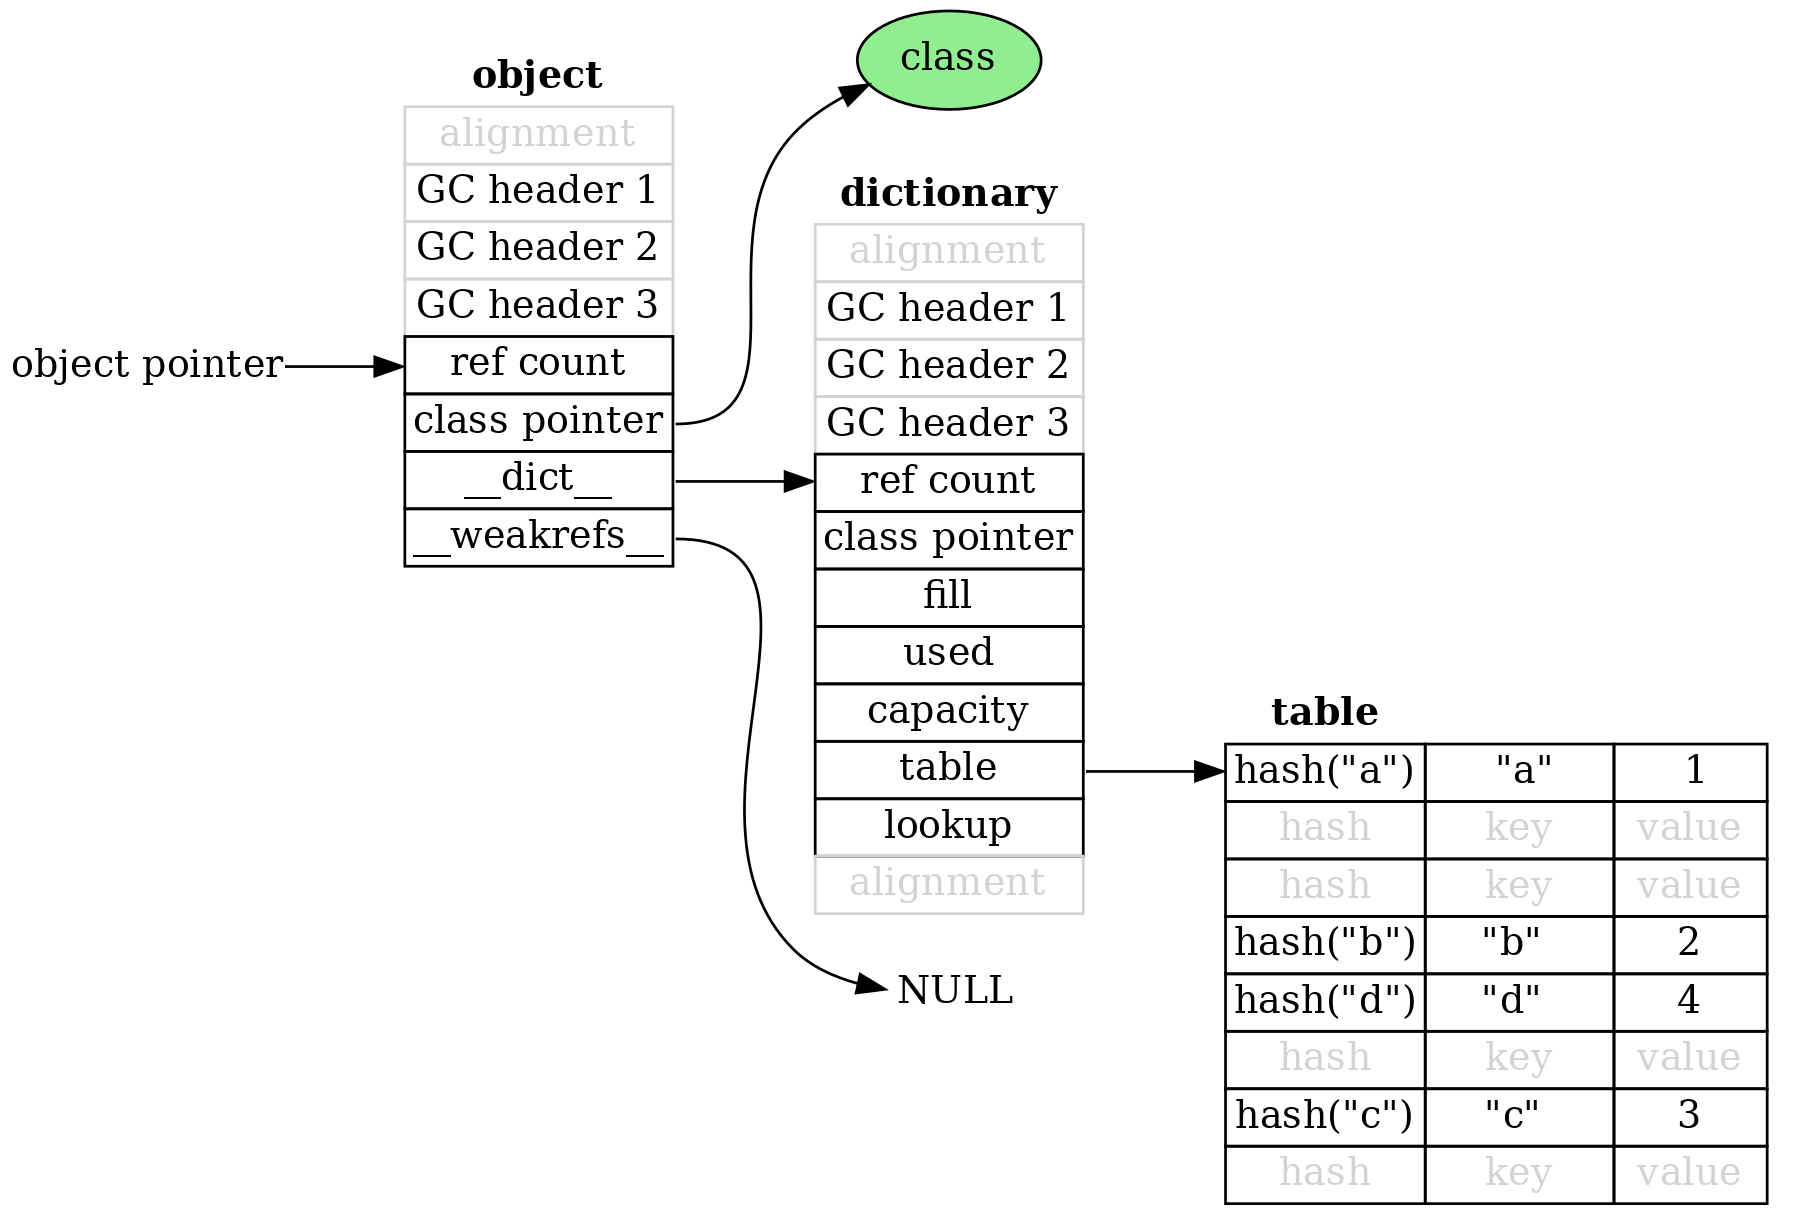 class
object
alignment
GC header 1
GC header 2
GC header 3
ref count
class pointer
__dict__
__weakrefs__
object pointer
dictionary
alignment
GC header 1
GC header 2
GC header 3
ref count
class pointer
fill
used
capacity
table
lookup
alignment
NULL
table
hash("a") "a" 1
hash key value
hash key value
hash("b") "b" 2
hash("d") "d" 4
hash key value
hash("c") "c" 3
hash key value